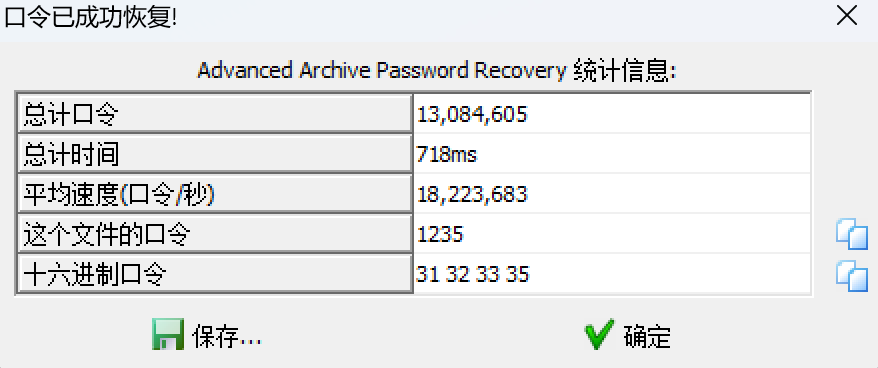 口令已成功恢复!
Advanced Archive Password Recovery 统计信息:
总计口令 13,084,605
总计时间 718ms
平均速度(口令/秒) 18,223,683
这个文件的口令 1235
十六进制口令 31 32 33 35
保存... 确定